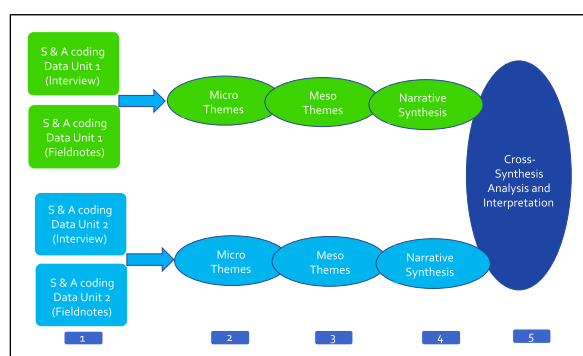 S & A coding
Data Unit 1
(Interview)
S & A coding
Data Unit 1
(Fieldnotes)
Micro
Themes
Meso
Themes
Narrative
Synthesis
Cross-
Synthesis
Analysis and
Interpretation
S & A coding
Data Unit 2
(Interview)
S & A coding
Data Unit 2
(Fieldnotes)
Micro
Themes
Meso
Themes
Narrative
Synthesis
1
2
3
4
5